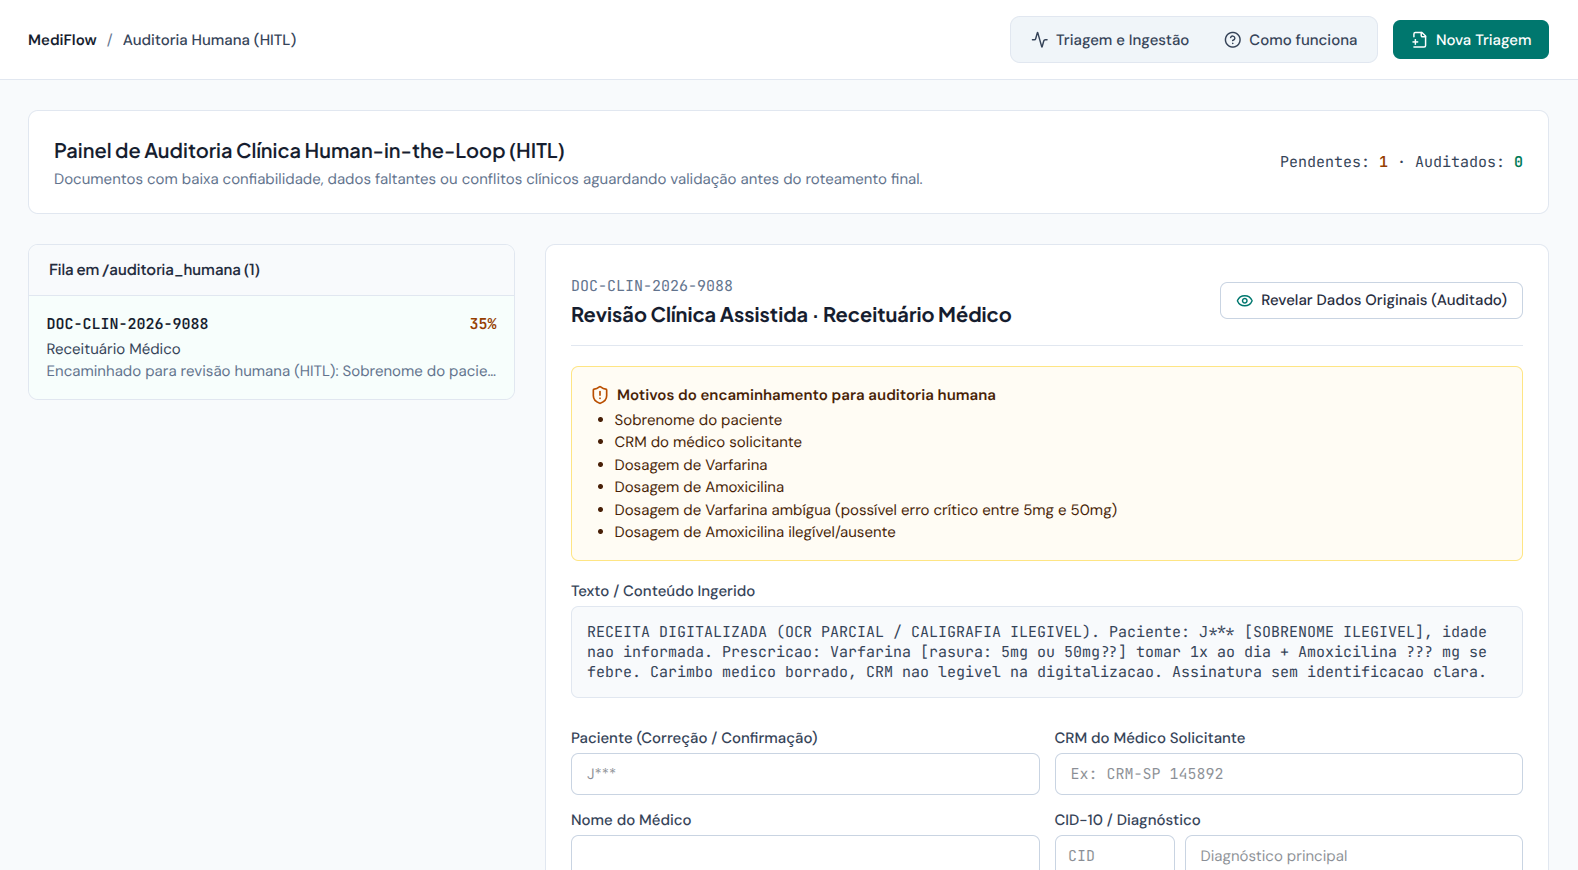 MediFlow / Auditoria Humana (HITL)
Triagem e Ingestão
Como funciona
Nova Triagem
Painel de Auditoria Clínica Human-in-the-Loop (HITL)
Documentos com baixa confiabilidade, dados faltantes ou conflitos clínicos aguardando validação antes do roteamento final.
Pendentes: 1 · Auditados: 0
Fila em /auditoria_humana (1)
DOC-CLIN-2026-9088 35%
Receituário Médico
Encaminhado para revisão humana (HITL): Sobrenome do pacie...
DOC-CLIN-2026-9088
Revisão Clínica Assistida · Receituário Médico
Revelar Dados Originais (Auditado)
Motivos do encaminhamento para auditoria humana
• Sobrenome do paciente
• CRM do médico solicitante
• Dosagem de Varfarina
• Dosagem de Amoxicilina
• Dosagem de Varfarina ambígua (possível erro crítico entre 5mg e 50mg)
• Dosagem de Amoxicilina ilegível/ausente
Texto / Conteúdo Ingerido
RECEITA DIGITALIZADA (OCR PARCIAL / CALIGRAFIA ILEGIVEL). Paciente: J*** [SOBRENOME ILEGIVEL], idade
nao informada. Prescricao: Varfarina [rasura: 5mg ou 50mg??] tomar 1x ao dia + Amoxicilina ??? mg se
febre. Carimbo medico borrado, CRM nao legivel na digitalizacao. Assinatura sem identificacao clara.
Paciente (Correção / Confirmação)
J***
CRM do Médico Solicitante
Ex: CRM-SP 145892
Nome do Médico
CID-10 / Diagnóstico
CID
Diagnóstico principal